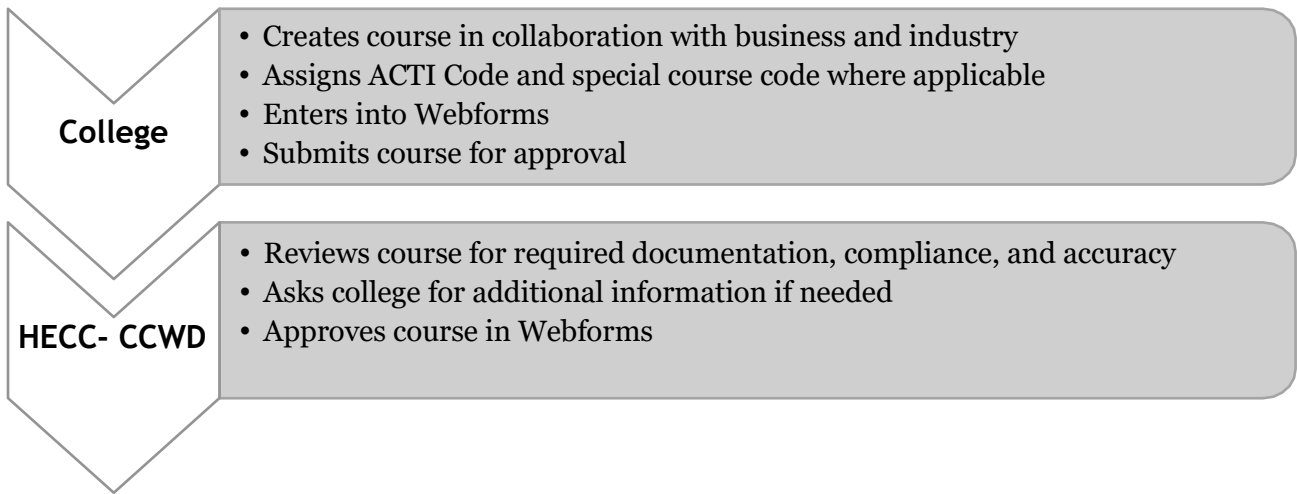 College
• Creates course in collaboration with business and industry
• Assigns ACTI Code and special course code where applicable
• Enters into Webforms
• Submits course for approval
HECC- CCWD
• Reviews course for required documentation, compliance, and accuracy
• Asks college for additional information if needed
• Approves course in Webforms